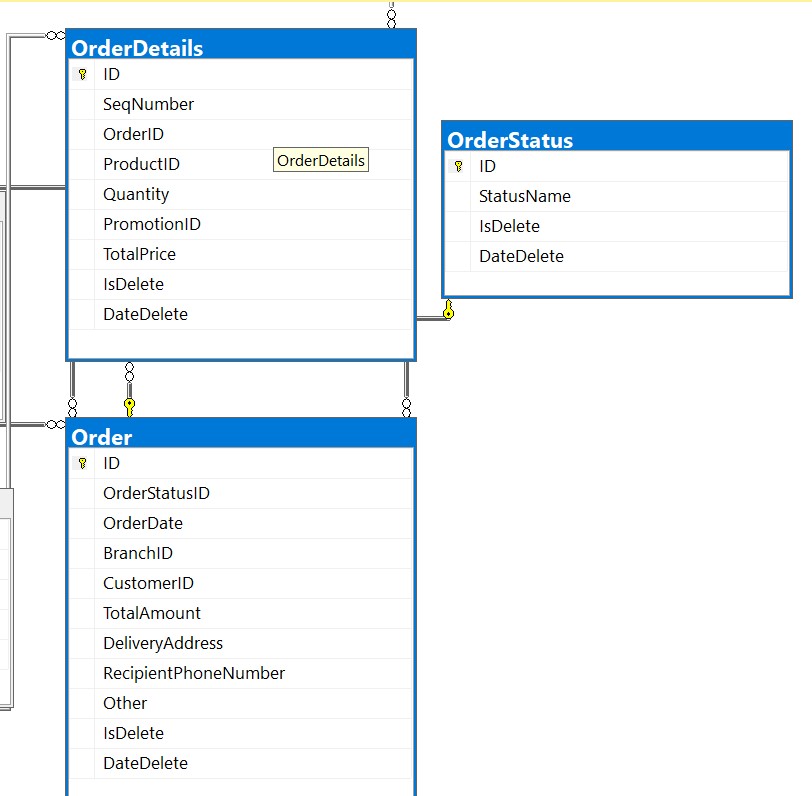 OrderDetails
ID
SeqNumber
OrderID
ProductID
OrderDetails
Quantity
PromotionID
TotalPrice
IsDelete
DateDelete
OrderStatus
ID
StatusName
IsDelete
DateDelete
Order
ID
OrderStatusID
OrderDate
BranchID
CustomerID
TotalAmount
DeliveryAddress
RecipientPhoneNumber
Other
IsDelete
DateDelete